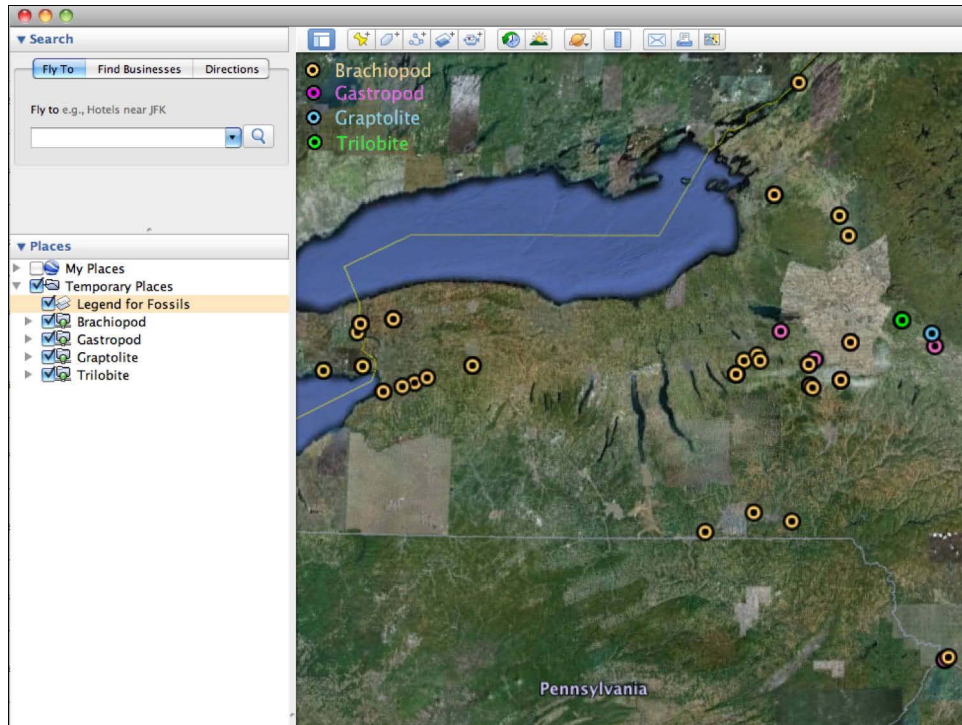 Search
Fly To
Find Businesses
Directions
Fly to e.g., Hotels near JFK
Places
My Places
Temporary Places
Legend for Fossils
Brachiopod
Gastropod
Graptolite
Trilobite
Brachiopod
Gastropod
Graptolite
Trilobite
Pennsylvania